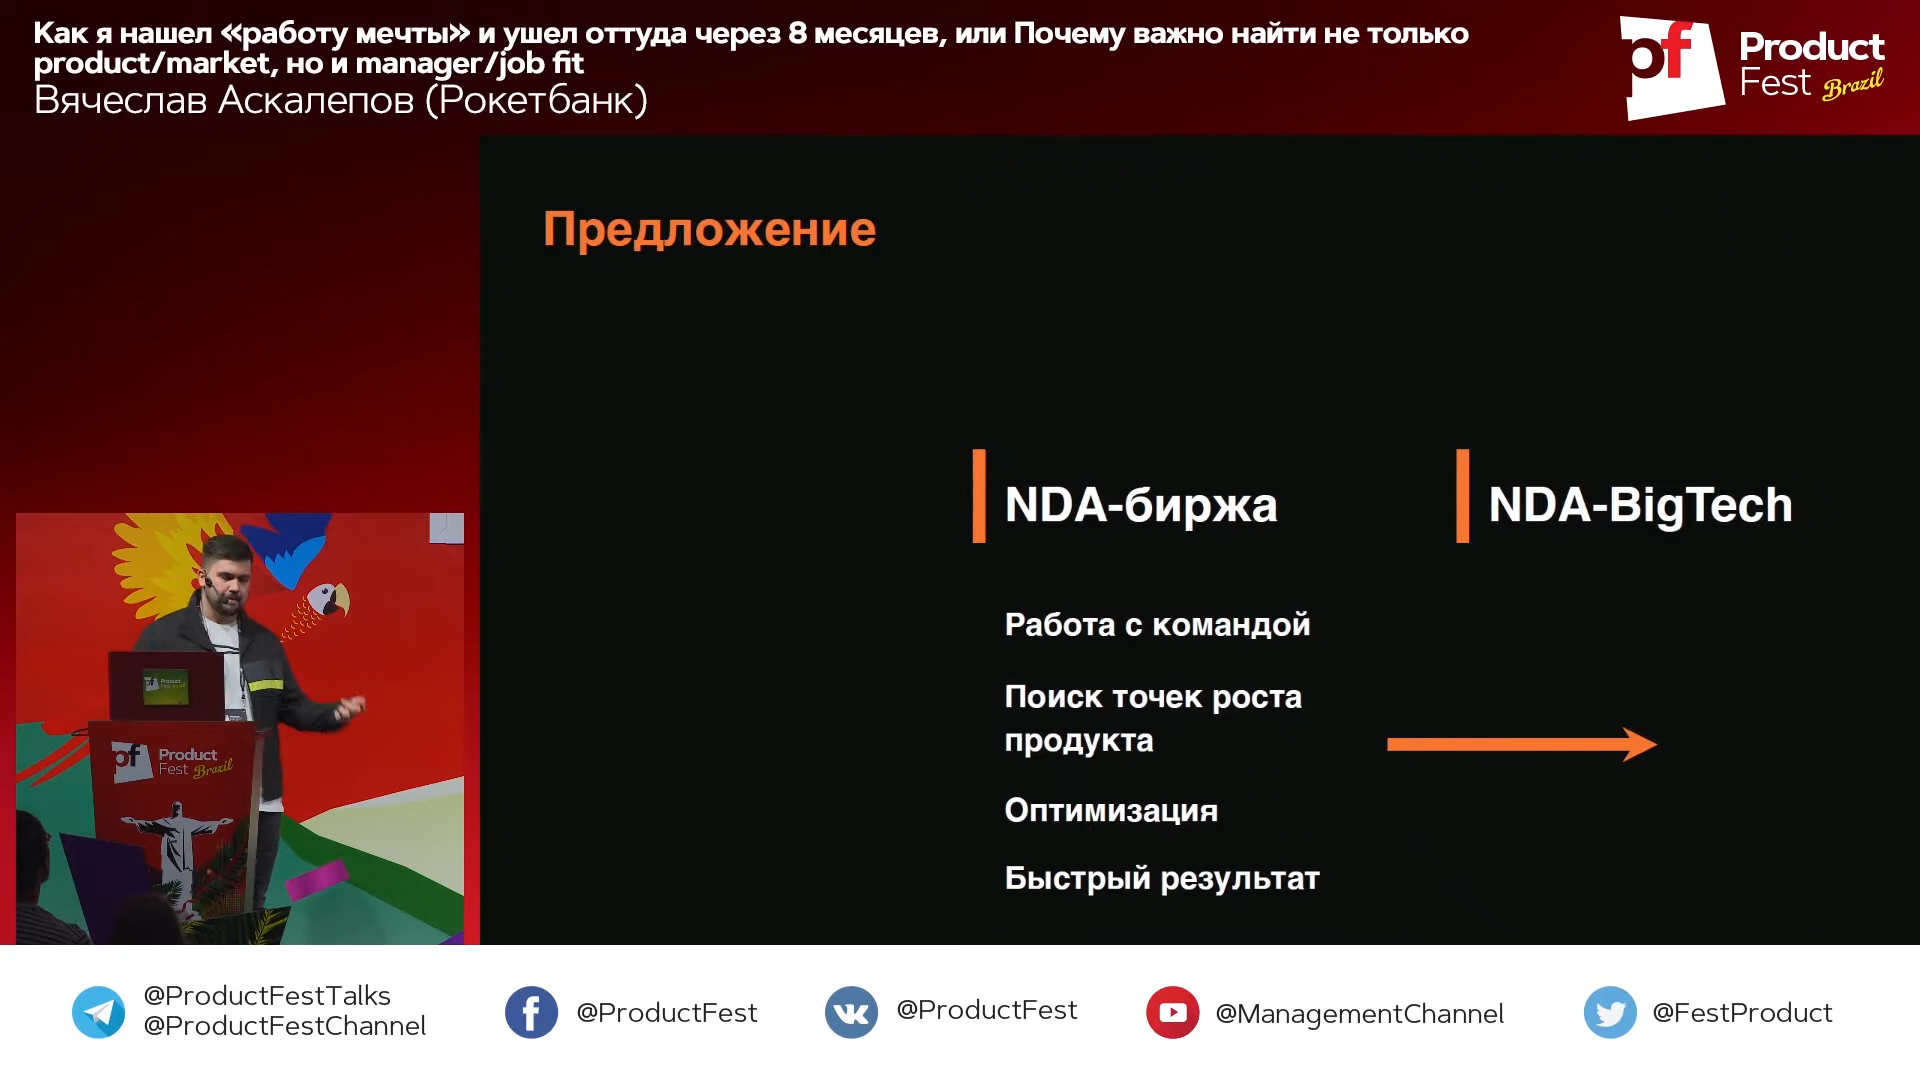 Как я нашел «работу мечты» и ушел оттуда через 8 месяцев, или Почему важно найти не только
product/market, но и manager/job fit
Вячеслав Аскалепов (Рокетбанк)
pf Product
Fest Brazil
Предложение
NDA-биржа
NDA-BigTech
Работа с командой
Поиск точек роста
продукта
Оптимизация
Быстрый результат
pf Product
Fest Brazil
@ProductFestTalks
@ProductFestChannel
@ProductFest
@ProductFest
@ManagementChannel
@FestProduct